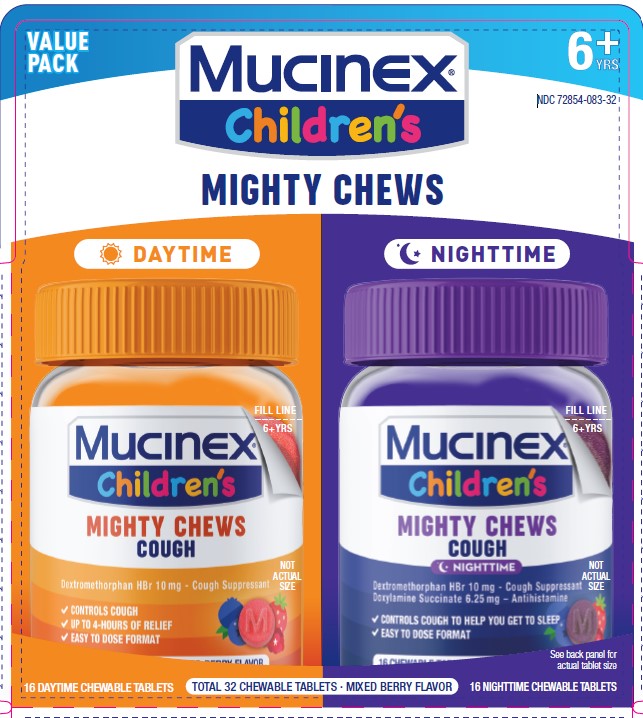 VALUE
PACK
6+
YRS
NDC 72854-083-32
Mucinex®
Children's
MIGHTY CHEWS
DAYTIME
NIGHTTIME
FILL LINE
6+YRS
Mucinex
Children's
MIGHTY CHEWS
COUGH
NOT
ACTUAL
SIZE
Dextromethorphan HBr 10 mg - Cough Suppressant
✓ CONTROLS COUGH
✓ UP TO 4-HOURS OF RELIEF
✓ EASY TO DOSE FORMAT
M
BERRY FLAVOR
FILL LINE
6+YRS
Mucinex
Children's
MIGHTY CHEWS
COUGH
NIGHTTIME
NOT
ACTUAL
SIZE
Dextromethorphan HBr 10 mg - Cough Suppressant
Doxylamine Succinate 6.25 mg – Antihistamine
✓ CONTROLS COUGH TO HELP YOU GET TO SLEEP
✓ EASY TO DOSE FORMAT
M
See back panel for
actual tablet size
16 DAYTIME CHEWABLE TABLETS
TOTAL 32 CHEWABLE TABLETS · MIXED BERRY FLAVOR
16 NIGHTTIME CHEWABLE TABLETS